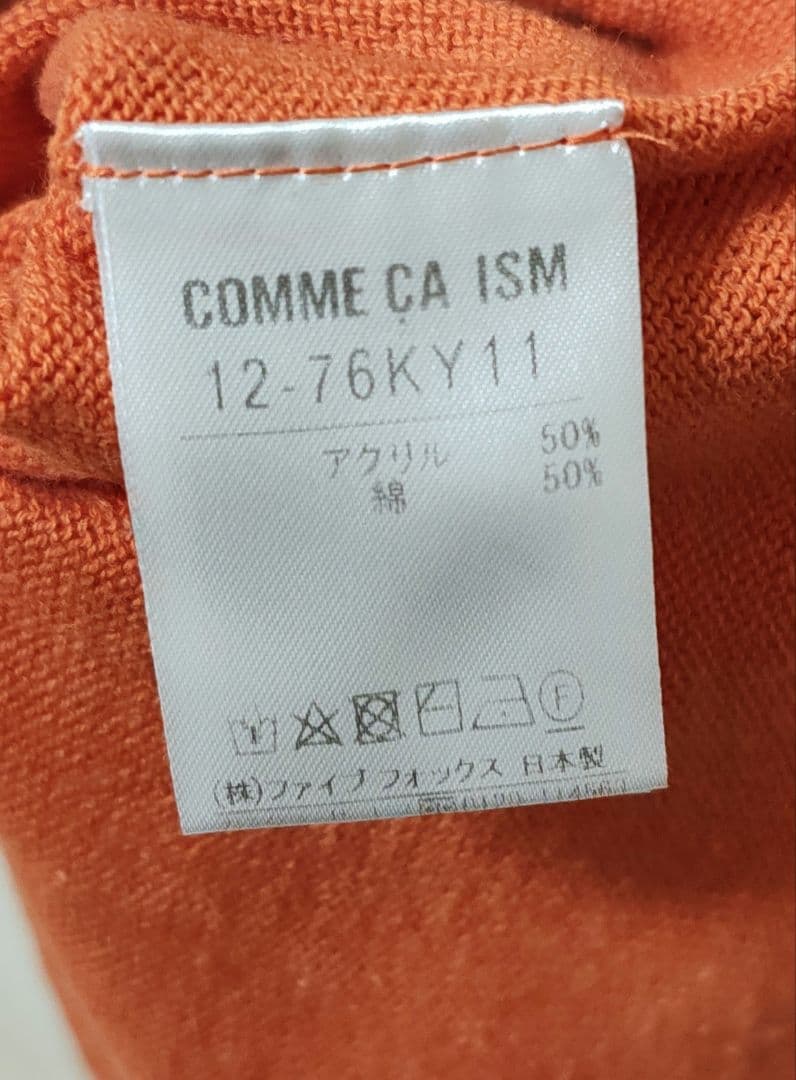 COMME ÇA ISM
12-76KY11
アクリル 50%
綿 50%
F
(株)ファイブフォックス 日本製